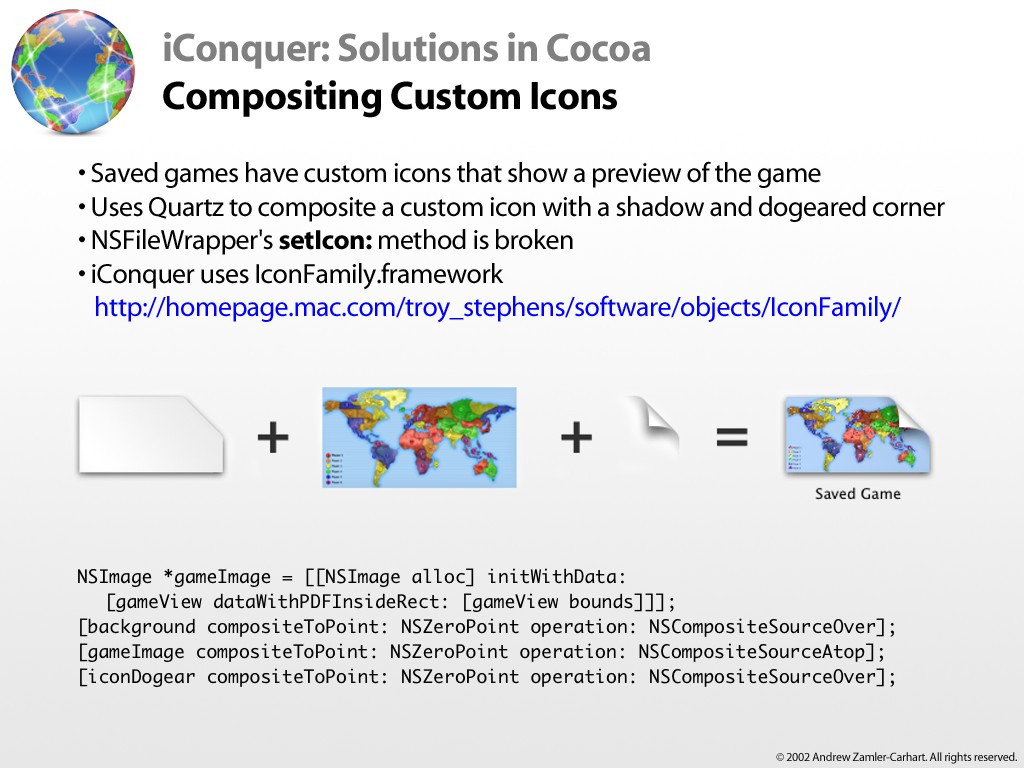 iConquer: Solutions in Cocoa
Compositing Custom Icons
• Saved games have custom icons that show a preview of the game
• Uses Quartz to composite a custom icon with a shadow and dogeared corner
• NSFileWrapper's setIcon: method is broken
• iConquer uses IconFamily.framework
http://homepage.mac.com/troy_stephens/software/objects/IconFamily/
+ + =
Saved Game
NSImage *gameImage = [[NSImage alloc] initWithData:
[gameView dataWithPDFInsideRect: [gameView bounds]]];
[background compositeToPoint: NSZeroPoint operation: NSCompositeSourceOver];
[gameImage compositeToPoint: NSZeroPoint operation: NSCompositeSourceAtop];
[iconDogear compositeToPoint: NSZeroPoint operation: NSCompositeSourceOver];
© 2002 Andrew Zamler-Carhart. All rights reserved.